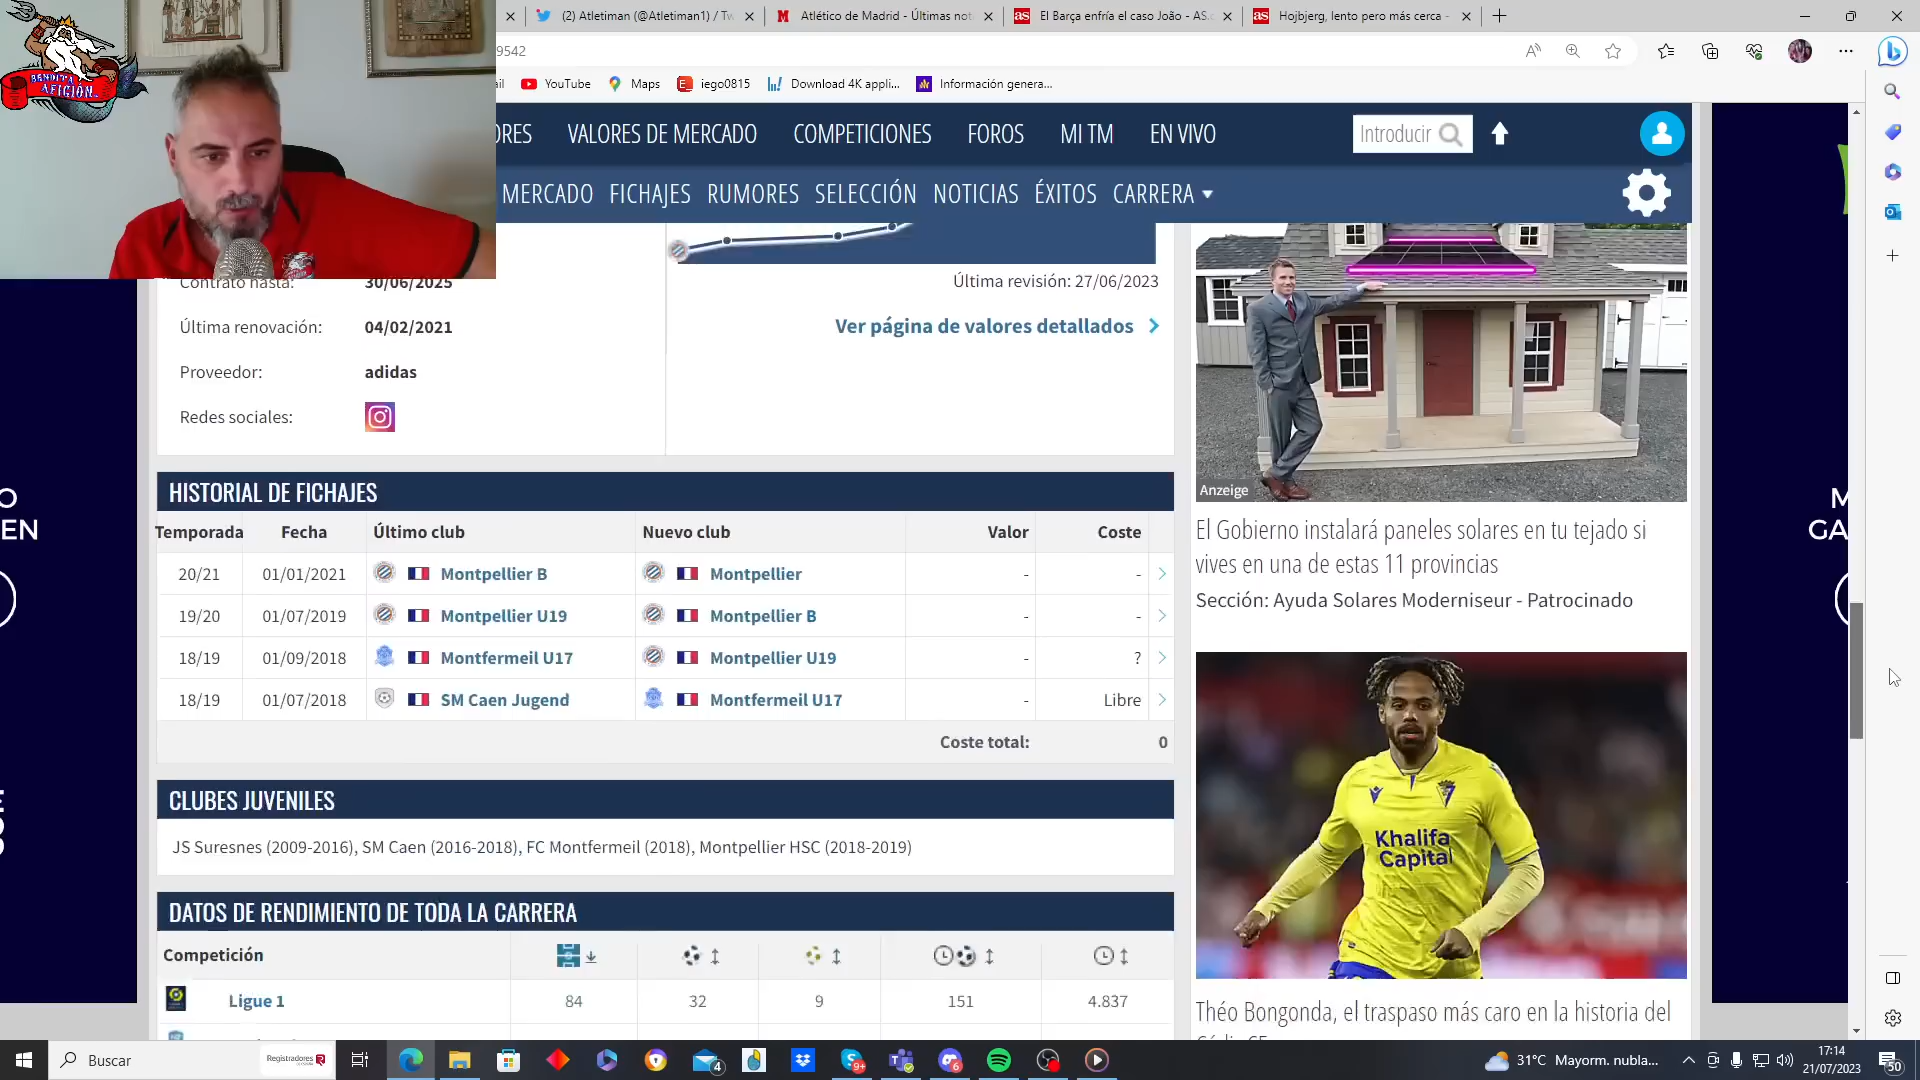 BENDITA
AFICIÓN
(2) Atletiman (@Atletiman1) / Tw
Atlético de Madrid - Últimas not
El Barça enfría el caso João - AS.c
Hojbjerg, lento pero más cerca -
9542
YouTube
Maps
iego0815
Download 4K appli...
Información genera...
ORES
VALORES DE MERCADO
COMPETICIONES
FOROS
MI TM
EN VIVO
Introducir
MERCADO
FICHAJES
RUMORES
SELECCIÓN
NOTICIAS
ÉXITOS
CARRERA
Contrato hasta: 30/06/2025
Última renovación: 04/02/2021
Proveedor: adidas
Redes sociales:
Última revisión: 27/06/2023
Ver página de valores detallados
HISTORIAL DE FICHAJES
Temporada Fecha Último club Nuevo club Valor Coste
20/21 01/01/2021 Montpellier B Montpellier - -
19/20 01/07/2019 Montpellier U19 Montpellier B - -
18/19 01/09/2018 Montfermeil U17 Montpellier U19 - ?
18/19 01/07/2018 SM Caen Jugend Montfermeil U17 - Libre
Coste total: 0
CLUBES JUVENILES
JS Suresnes (2009-2016), SM Caen (2016-2018), FC Montfermeil (2018), Montpellier HSC (2018-2019)
DATOS DE RENDIMIENTO DE TODA LA CARRERA
Competición
Ligue 1 84 32 9 151 4.837
Anzeige
El Gobierno instalará paneles solares en tu tejado si
vives en una de estas 11 provincias
Sección: Ayuda Solares Moderniseur - Patrocinado
Khalifa
Capital
Théo Bongonda, el traspaso más caro en la historia del
O
EN
M
GA
Buscar
Registradores
4
9+
6
31°C Mayorm. nubla...
17:14
21/07/2023
50